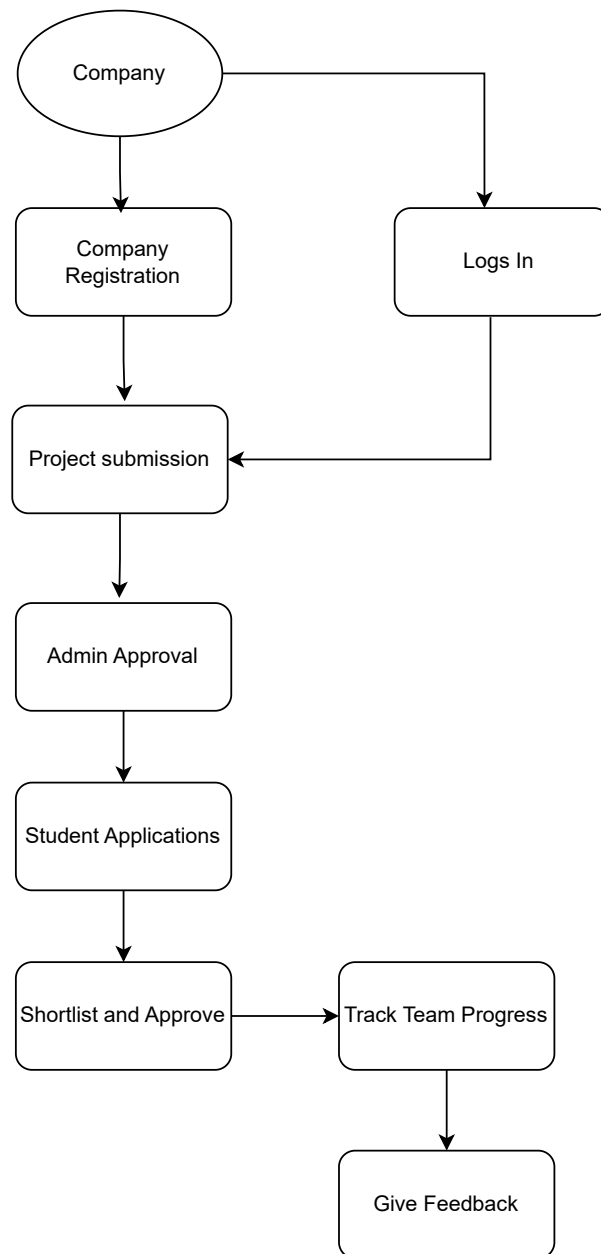 Company
Company
Registration
Logs In
Project submission
Admin Approval
Student Applications
Shortlist and Approve
Track Team Progress
Give Feedback